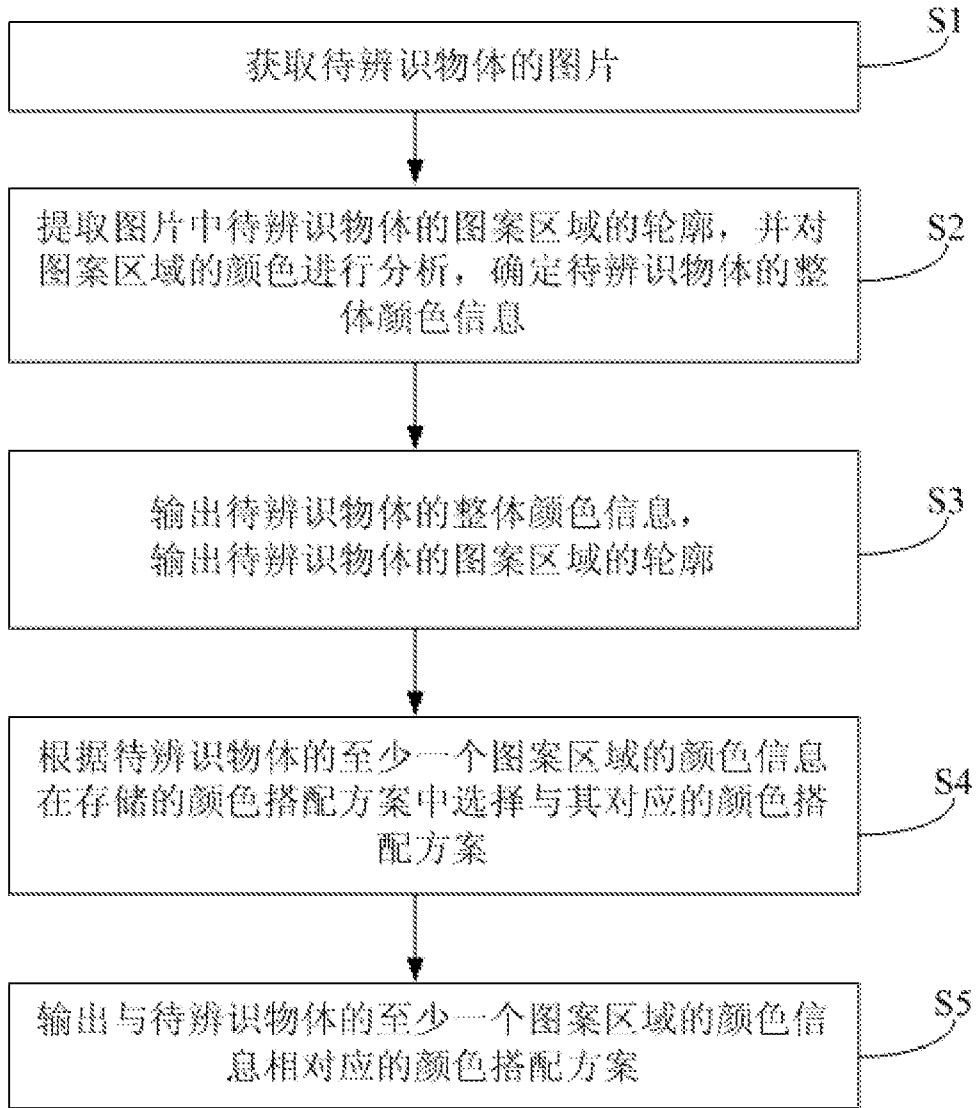 S1
获取待辨识物体的图片
提取图片中待辨识物体的图案区域的轮廓，并对
图案区域的颜色进行分析，确定待辨识物体的整
体颜色信息
S2
输出待辨识物体的整体颜色信息，
输出待辨识物体的图案区域的轮廓
S3
根据待辨识物体的至少一个图案区域的颜色信息
在存储的颜色搭配方案中选择与其对应的颜色搭
配方案
S4
输出与待辨识物体的至少一个图案区域的颜色信
息相对应的颜色搭配方案
S5